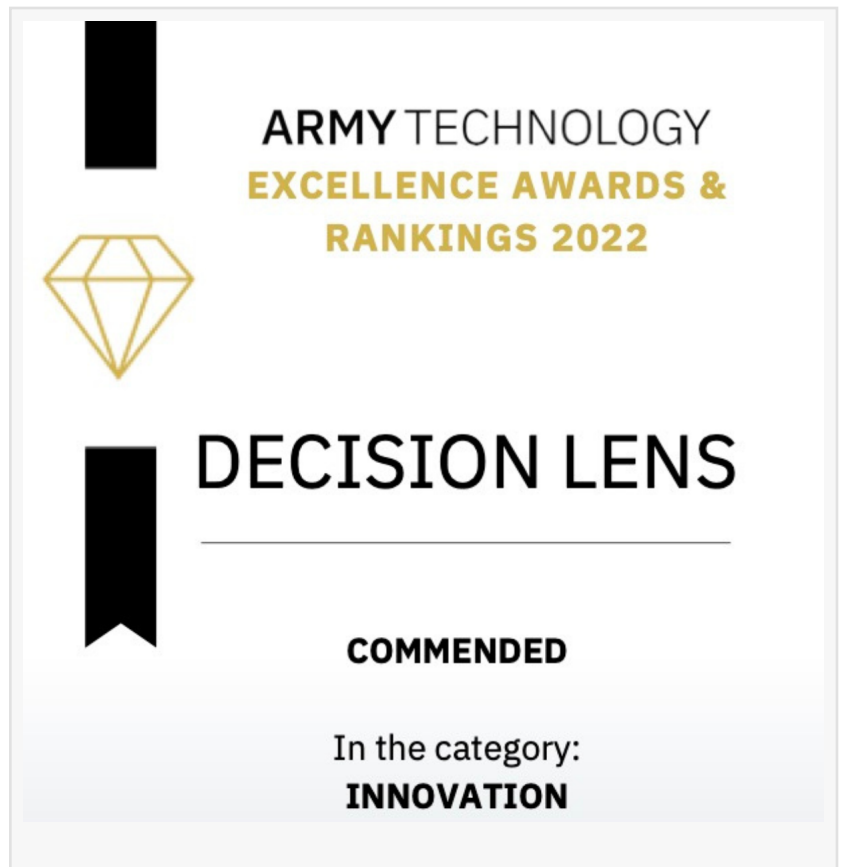 ARMY TECHNOLOGY
EXCELLENCE AWARDS &
RANKINGS 2022
DECISION LENS
COMMENDED
In the category:
INNOVATION